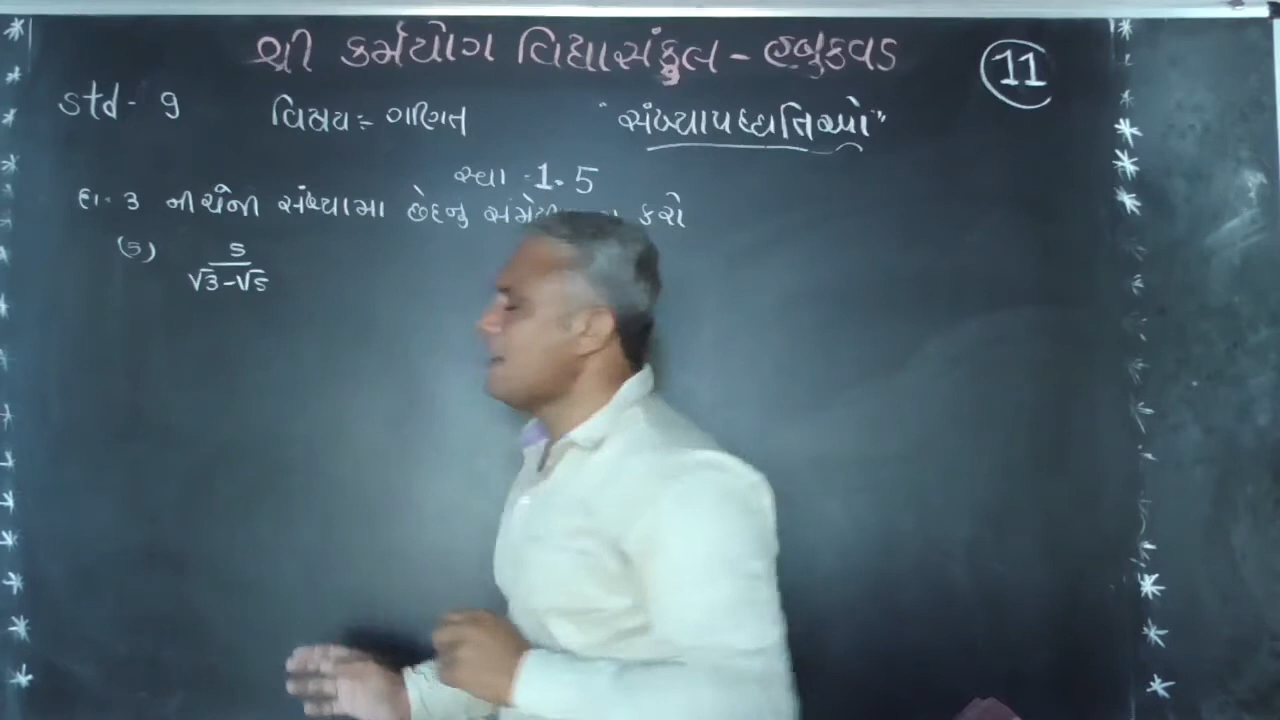 શ્રી કર્મયોગ વિદ્યાસંકુલ - હબુકવડ
11
std - 9 વિષય:- ગણિત "સંખ્યાપધ્ધતિઓ"
સ્વા - 1.5
દા. 3 નીચેની સંખ્યામા છેદનુ કરો
(5) 5/(√3-√5)